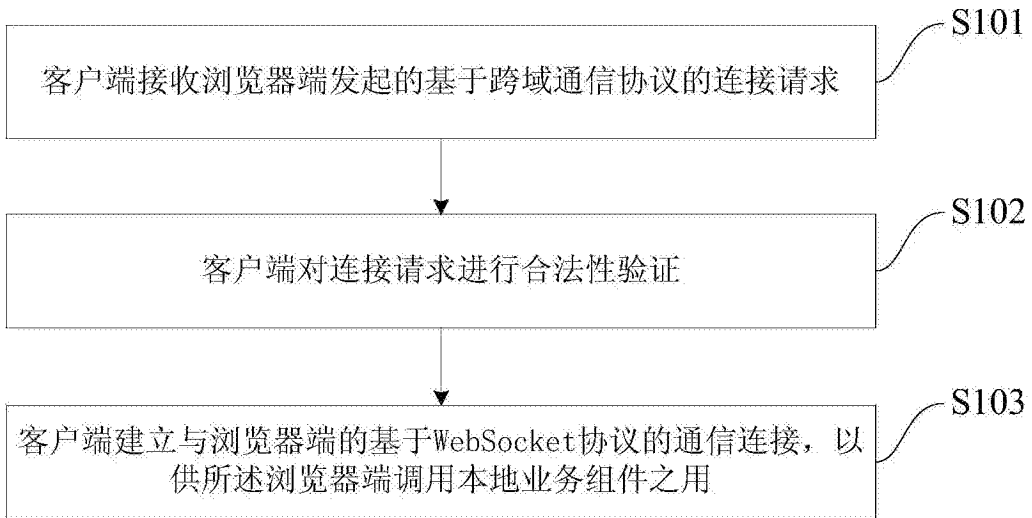 S101
客户端接收浏览器端发起的基于跨域通信协议的连接请求
S102
客户端对连接请求进行合法性验证
S103
客户端建立与浏览器端的基于WebSocket协议的通信连接，以
供所述浏览器端调用本地业务组件之用